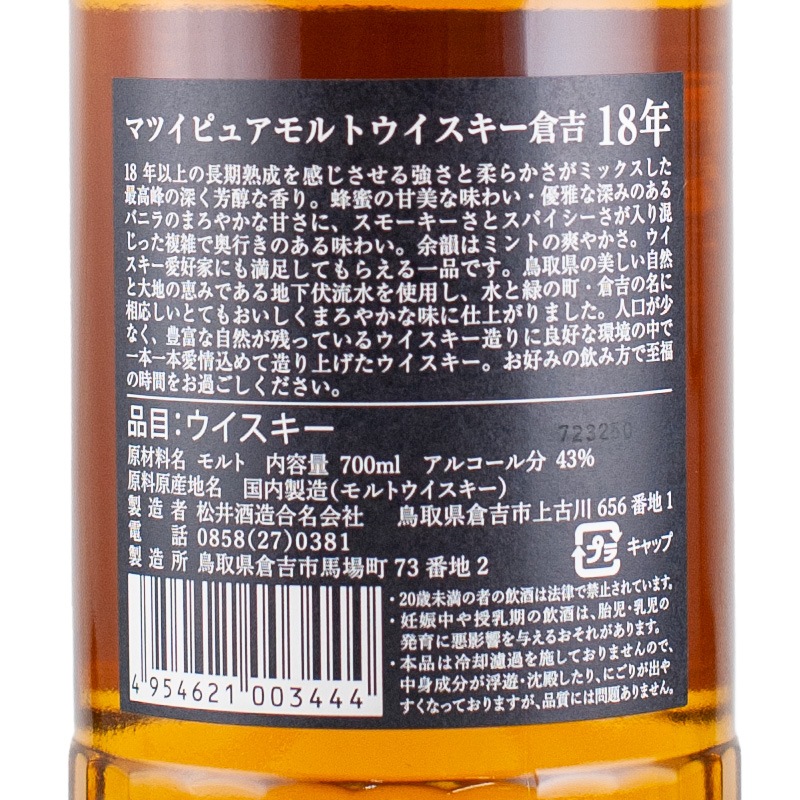 マツイピュアモルトウイスキー倉吉 18年
18 年以上の長期熟成を感じさせる強さと柔らかさがミックスした
最高峰の深く芳醇な香り。蜂蜜の甘美な味わい・優雅な深みのある
バニラのまろやかな甘さに、スモーキーさとスパイシーさが入り混
じった複雑で奥行きのある味わい。余韻はミントの爽やかさ。ウイ
スキー愛好家にも満足してもらえる一品です。鳥取県の美しい自然
と大地の恵みである地下伏流水を使用し、水と緑の町・倉吉の名に
相応しいとてもおいしくまろやかな味に仕上がりました。人口が少
なく、豊富な自然が残っているウイスキー造りに良好な環境の中で
一本一本愛情込めて造り上げたウイスキー。お好みの飲み方で至福
の時間をお過ごしください。
品目：ウイスキー
723250
原材料名 モルト 内容量 700ml アルコール分 43%
原料原産地名 国内製造（モルトウイスキー）
製造者 松井酒造合名会社 鳥取県倉吉市上古川 656 番地 1
電話 0858(27)0381
製造所 鳥取県倉吉市馬場町 73 番地 2
プラ キャップ
・20歳未満の者の飲酒は法律で禁止されています。
・妊娠中や授乳期の飲酒は、胎児・乳児の
発育に悪影響を与えるおそれがあります。
・本品は冷却濾過を施しておりませんので、
中身成分が浮遊・沈殿したり、にごりが出や
すくなっておりますが、品質には問題ありません。
4 954621 003444